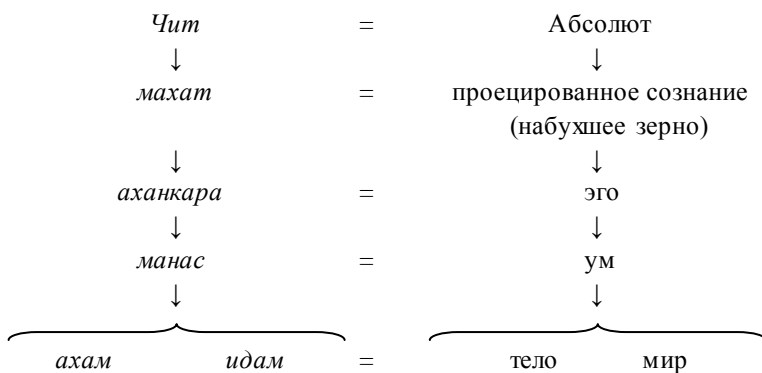 Чит = Абсолют
↓ ↓
махат = проецированное сознание
(набухшее зерно)
↓ ↓
аханкара = эго
↓ ↓
манас = ум
↓ ↓
ахам идам = тело мир